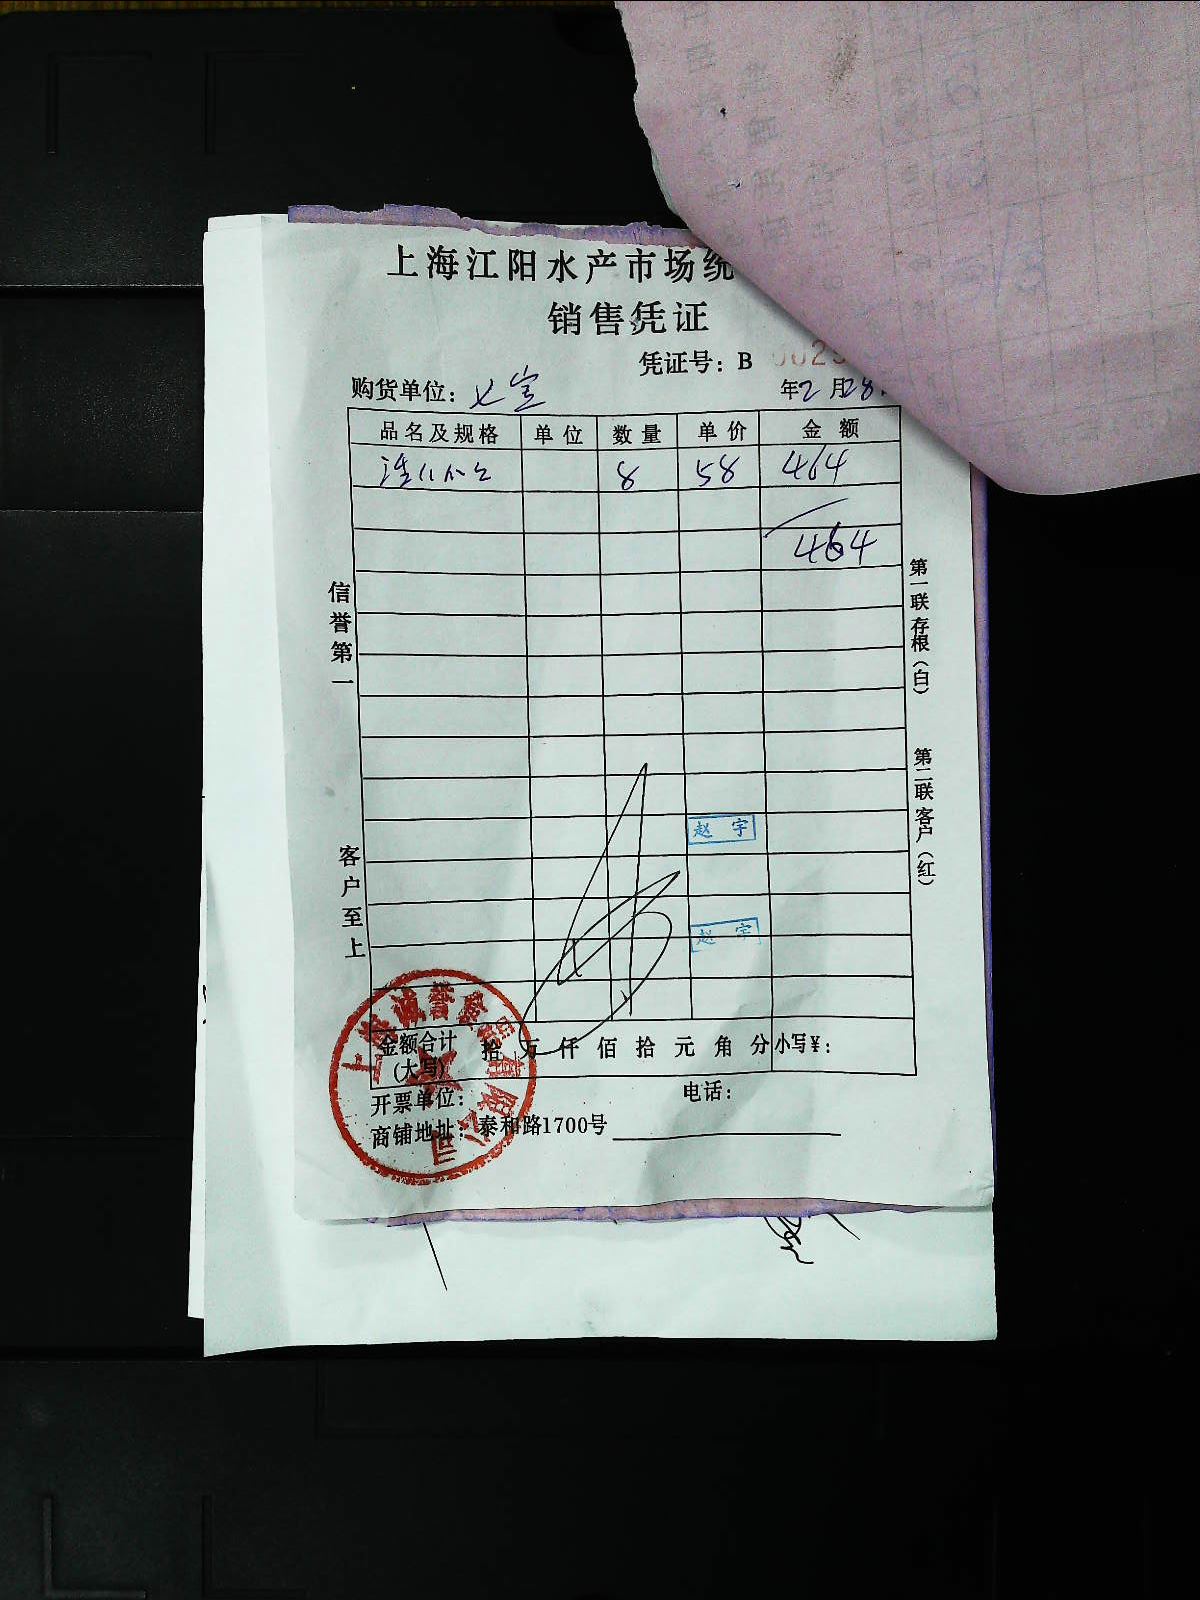 上海江阳水产市场统
销售凭证
凭证号：B 0025
购货单位：七宝 年2月28
品名及规格 单位 数量 单价 金额
8 58 464
464
信誉第一
客户至上
第一联存根（白）
第二联客户（红）
赵宇
赵宇
金额合计(大写) 拾万仟佰拾元角分 小写¥：
开票单位： 电话：
商铺地址：泰和路1700号